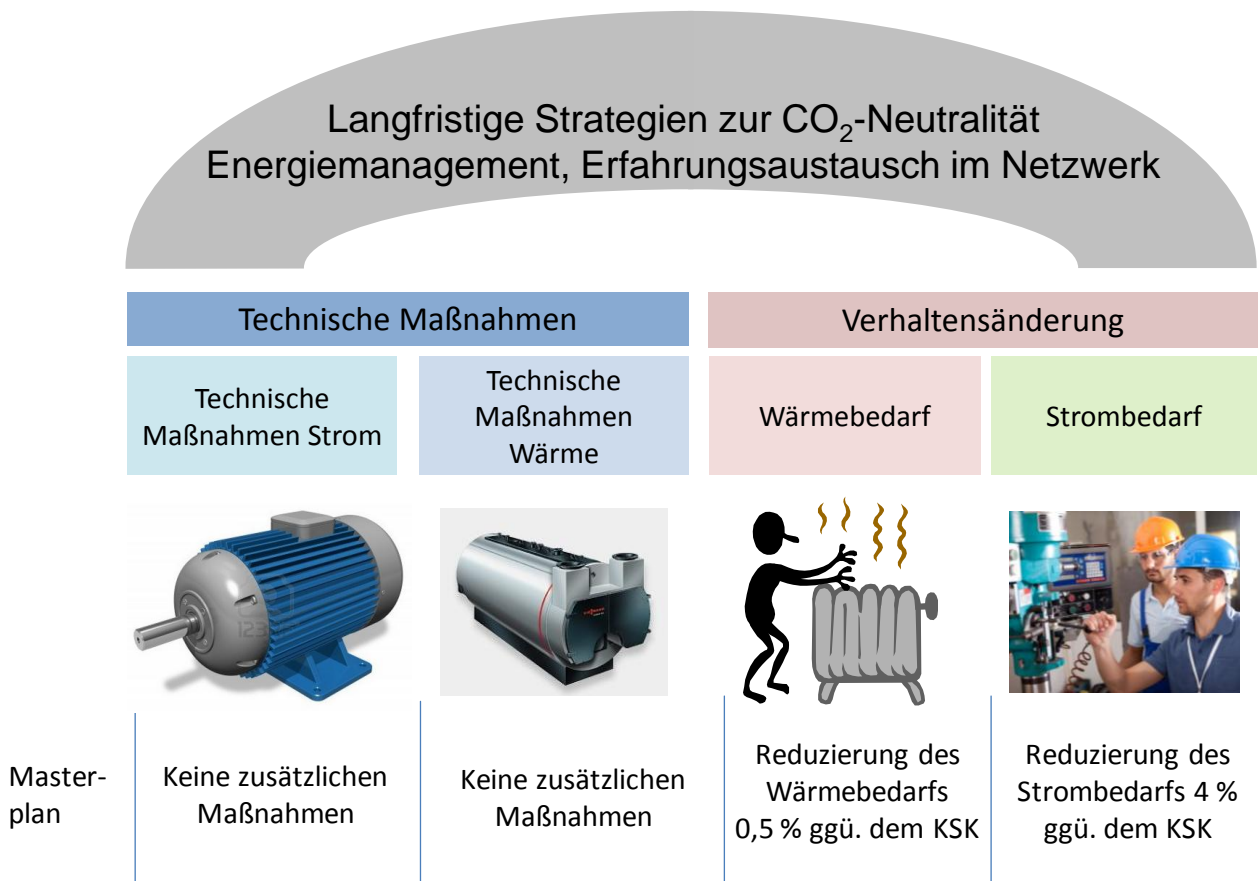 Langfristige Strategien zur CO₂-Neutralität
Energiemanagement, Erfahrungsaustausch im Netzwerk
Technische Maßnahmen
Verhaltensänderung
Technische
Maßnahmen Strom
Technische
Maßnahmen
Wärme
Wärmebedarf
Strombedarf
Master-
plan
Keine zusätzlichen
Maßnahmen
Keine zusätzlichen
Maßnahmen
Reduzierung des
Wärmebedarfs
0,5 % ggü. dem KSK
Reduzierung des
Strombedarfs 4 %
ggü. dem KSK